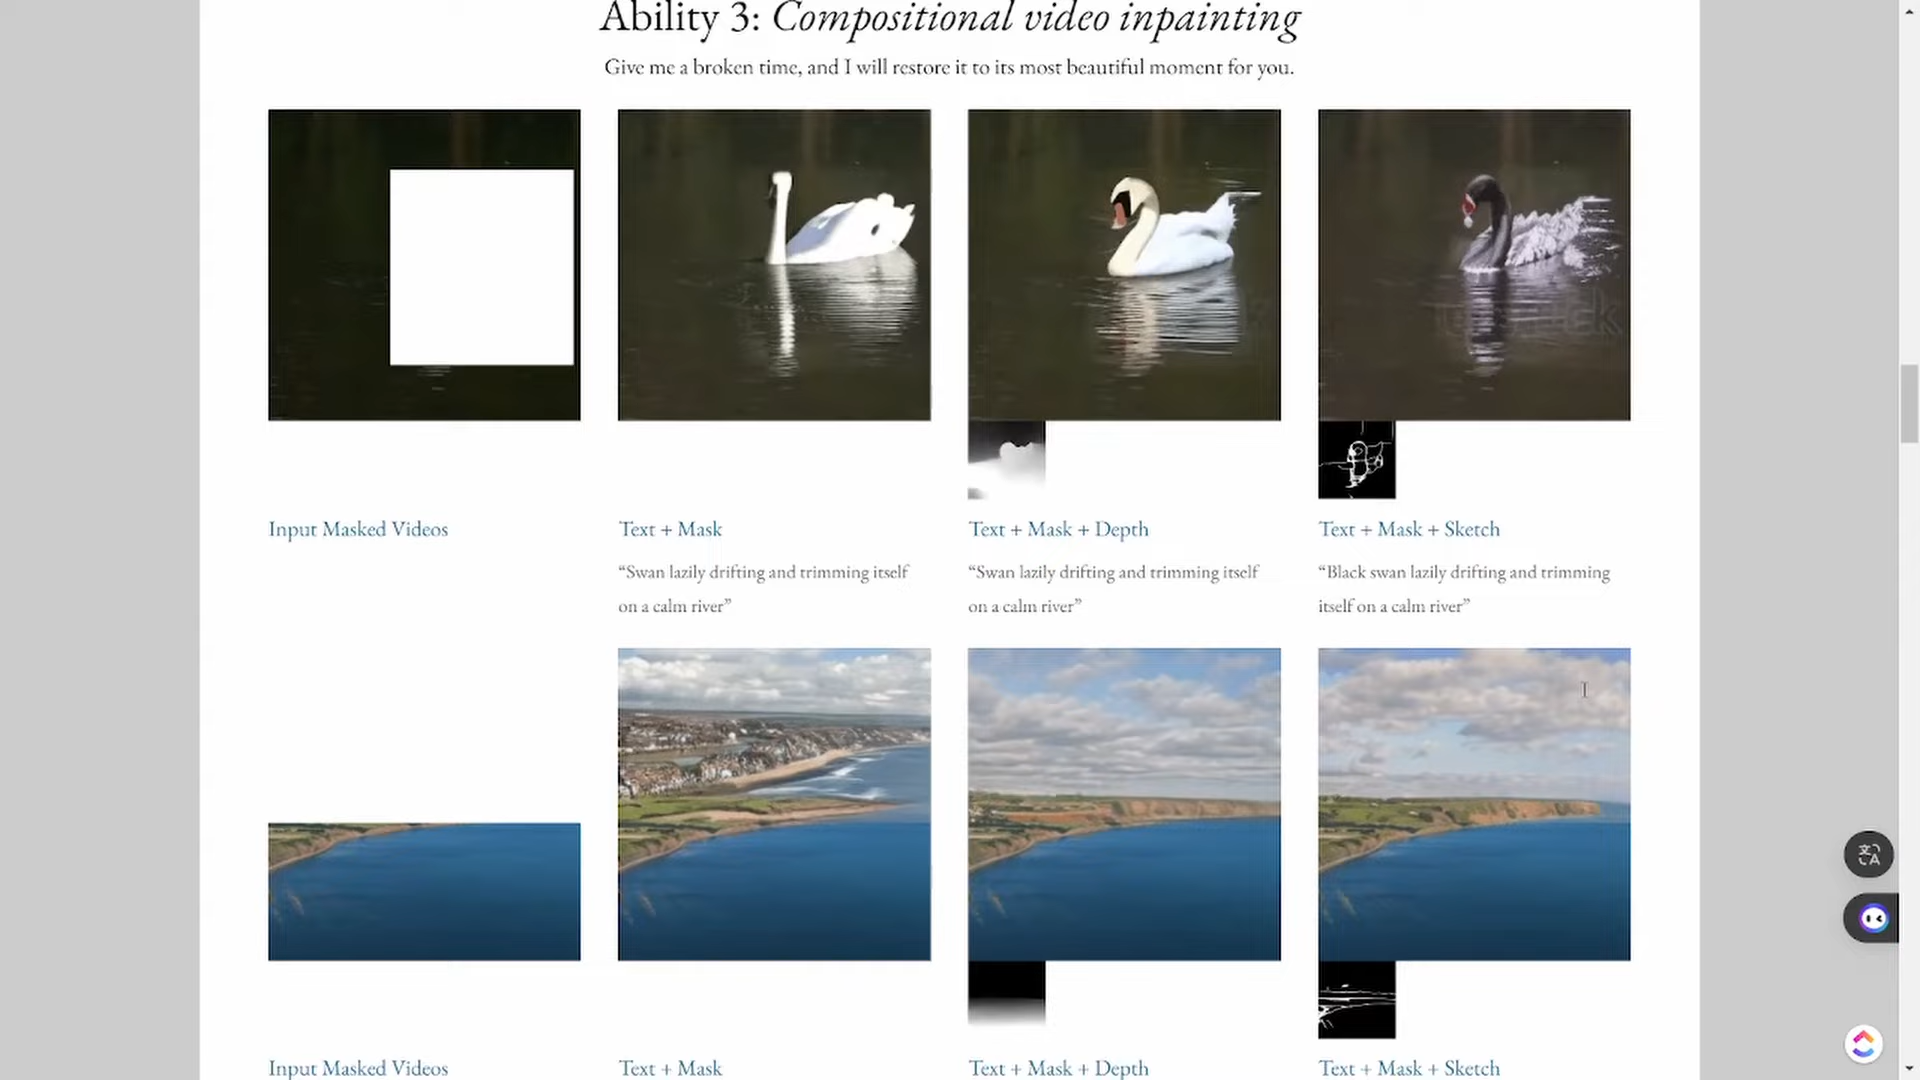 Ability 3: Compositional video inpainting
Give me a broken time, and I will restore it to its most beautiful moment for you.
Input Masked Videos
Text + Mask
Text + Mask + Depth
Text + Mask + Sketch
“Swan lazily drifting and trimming itself
on a calm river”
“Swan lazily drifting and trimming itself
on a calm river”
“Black swan lazily drifting and trimming
itself on a calm river”
Input Masked Videos
Text + Mask
Text + Mask + Depth
Text + Mask + Sketch